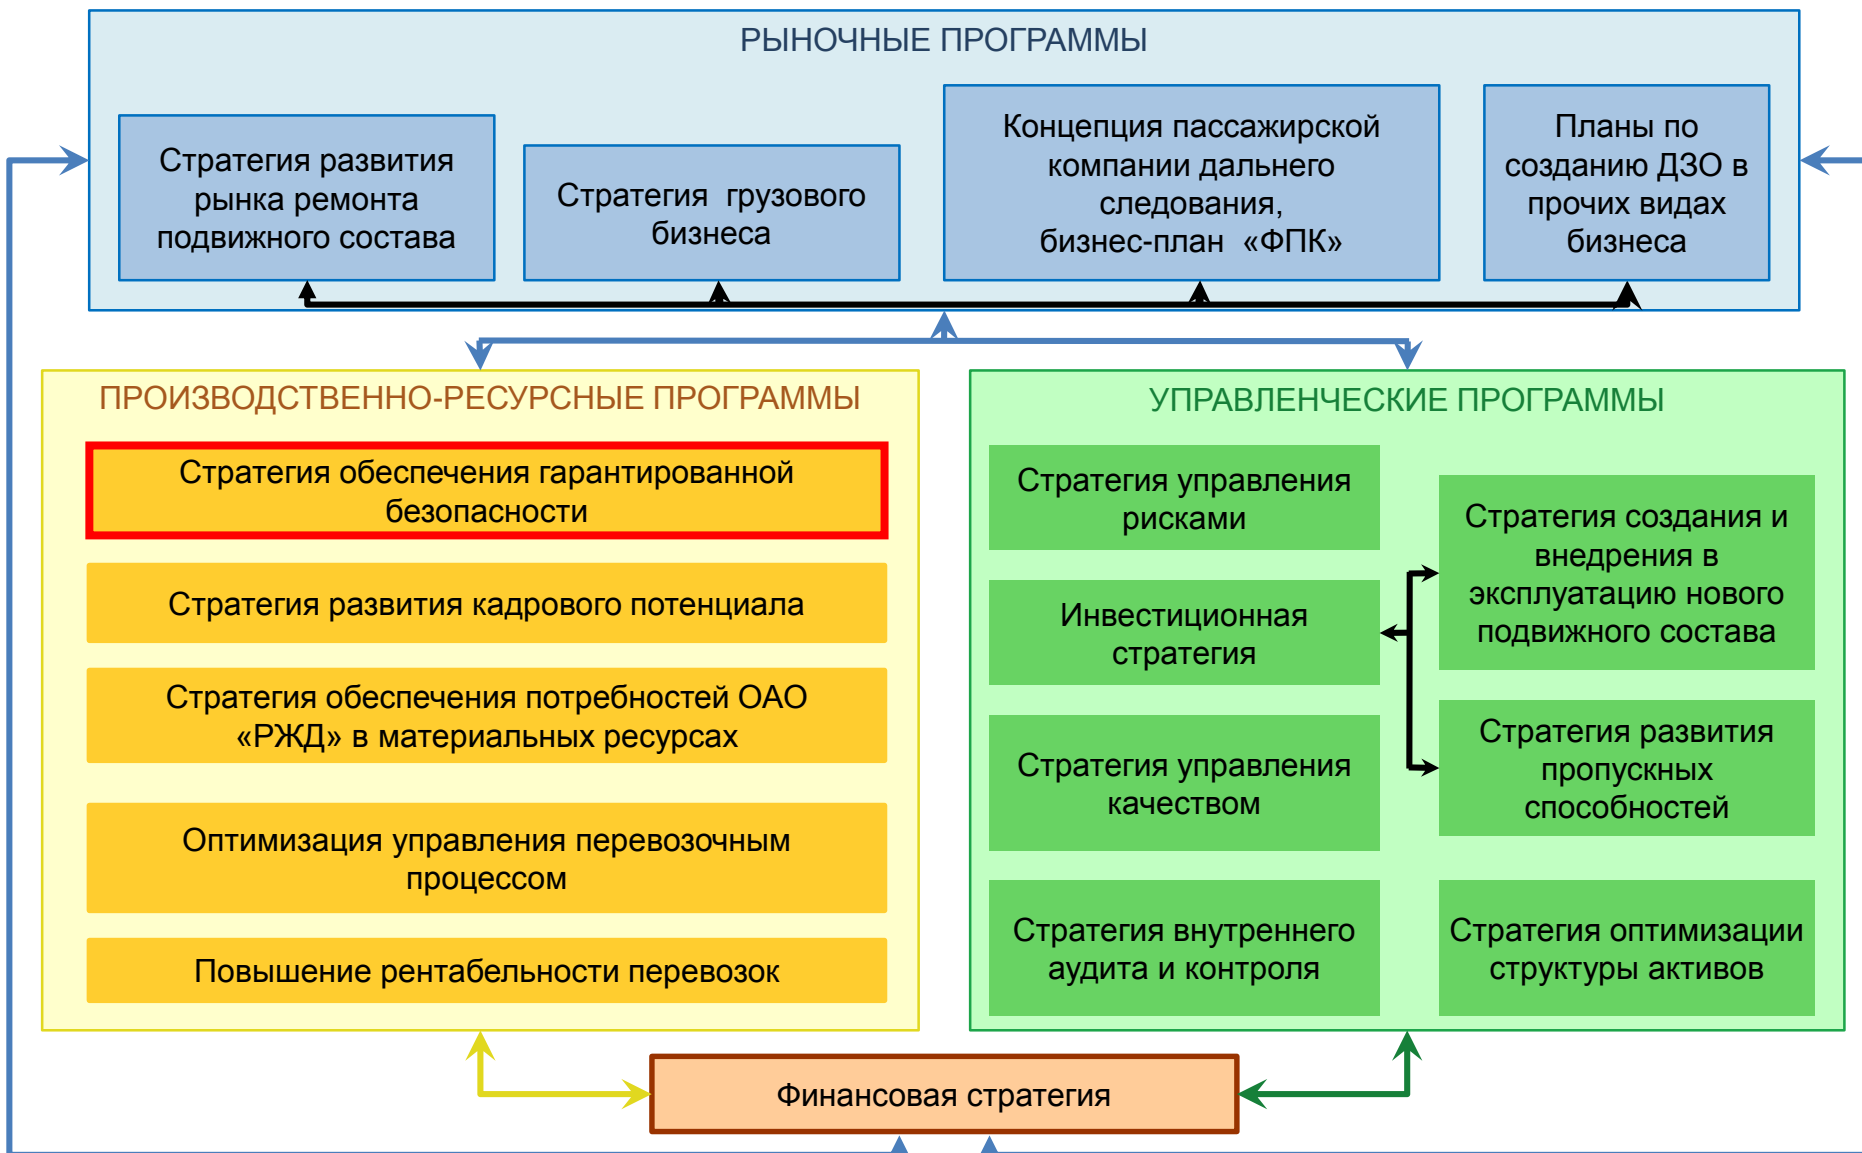 РЫНОЧНЫЕ ПРОГРАММЫ
Стратегия развития
рынка ремонта
подвижного состава
Стратегия грузового
бизнеса
Концепция пассажирской
компании дальнего
следования,
бизнес-план «ФПК»
Планы по
созданию ДЗО в
прочих видах
бизнеса
ПРОИЗВОДСТВЕННО-РЕСУРСНЫЕ ПРОГРАММЫ
Стратегия обеспечения гарантированной
безопасности
Стратегия развития кадрового потенциала
Стратегия обеспечения потребностей ОАО
«РЖД» в материальных ресурсах
Оптимизация управления перевозочным
процессом
Повышение рентабельности перевозок
УПРАВЛЕНЧЕСКИЕ ПРОГРАММЫ
Стратегия управления
рисками
Инвестиционная
стратегия
Стратегия управления
качеством
Стратегия внутреннего
аудита и контроля
Стратегия создания и
внедрения в
эксплуатацию нового
подвижного состава
Стратегия развития
пропускных
способностей
Стратегия оптимизации
структуры активов
Финансовая стратегия